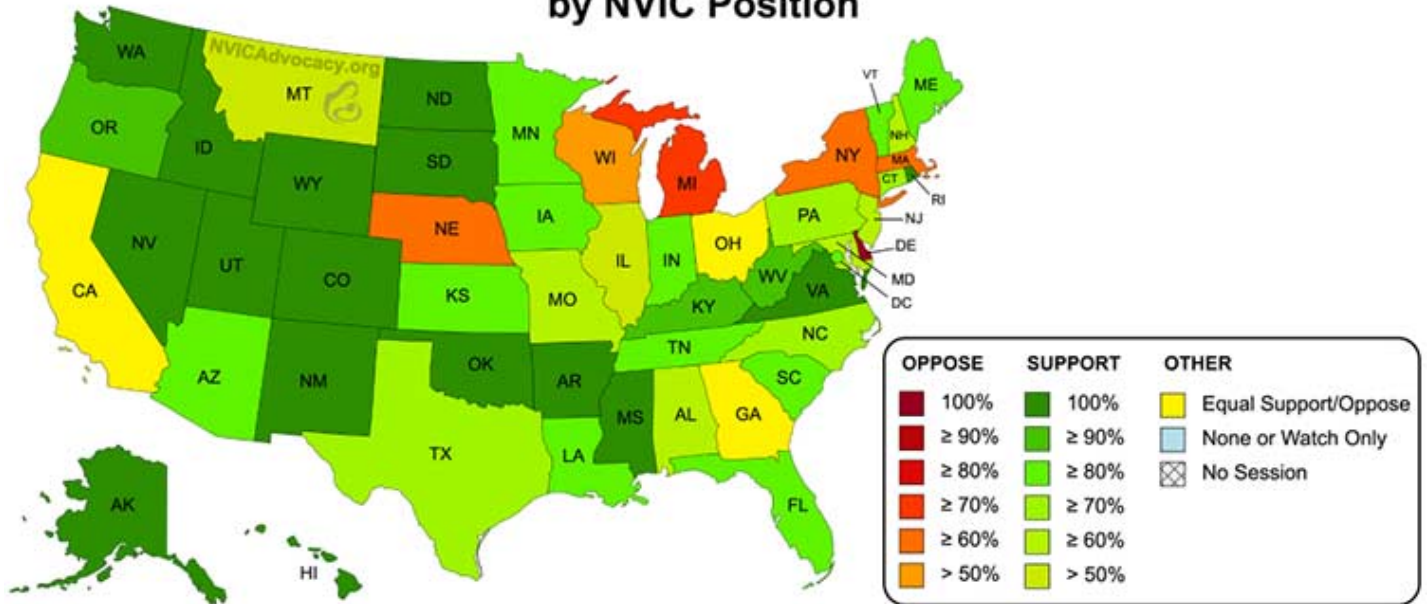 by NVIC Position
NVICAdvocacy.org
WA
MT
ND
MN
VT
ME
OR
ID
SD
WI
MI
NY
NH
MA
CT
RI
WY
NE
IA
PA
NJ
NV
UT
CO
KS
MO
IL
IN
OH
WV
VA
DE
MD
DC
CA
KY
AZ
NM
OK
AR
TN
NC
SC
TX
LA
MS
AL
GA
FL
AK
HI
OPPOSE SUPPORT OTHER
100% 100% Equal Support/Oppose
≥ 90% ≥ 90% None or Watch Only
≥ 80% ≥ 80% No Session
≥ 70% ≥ 70%
≥ 60% ≥ 60%
> 50% > 50%